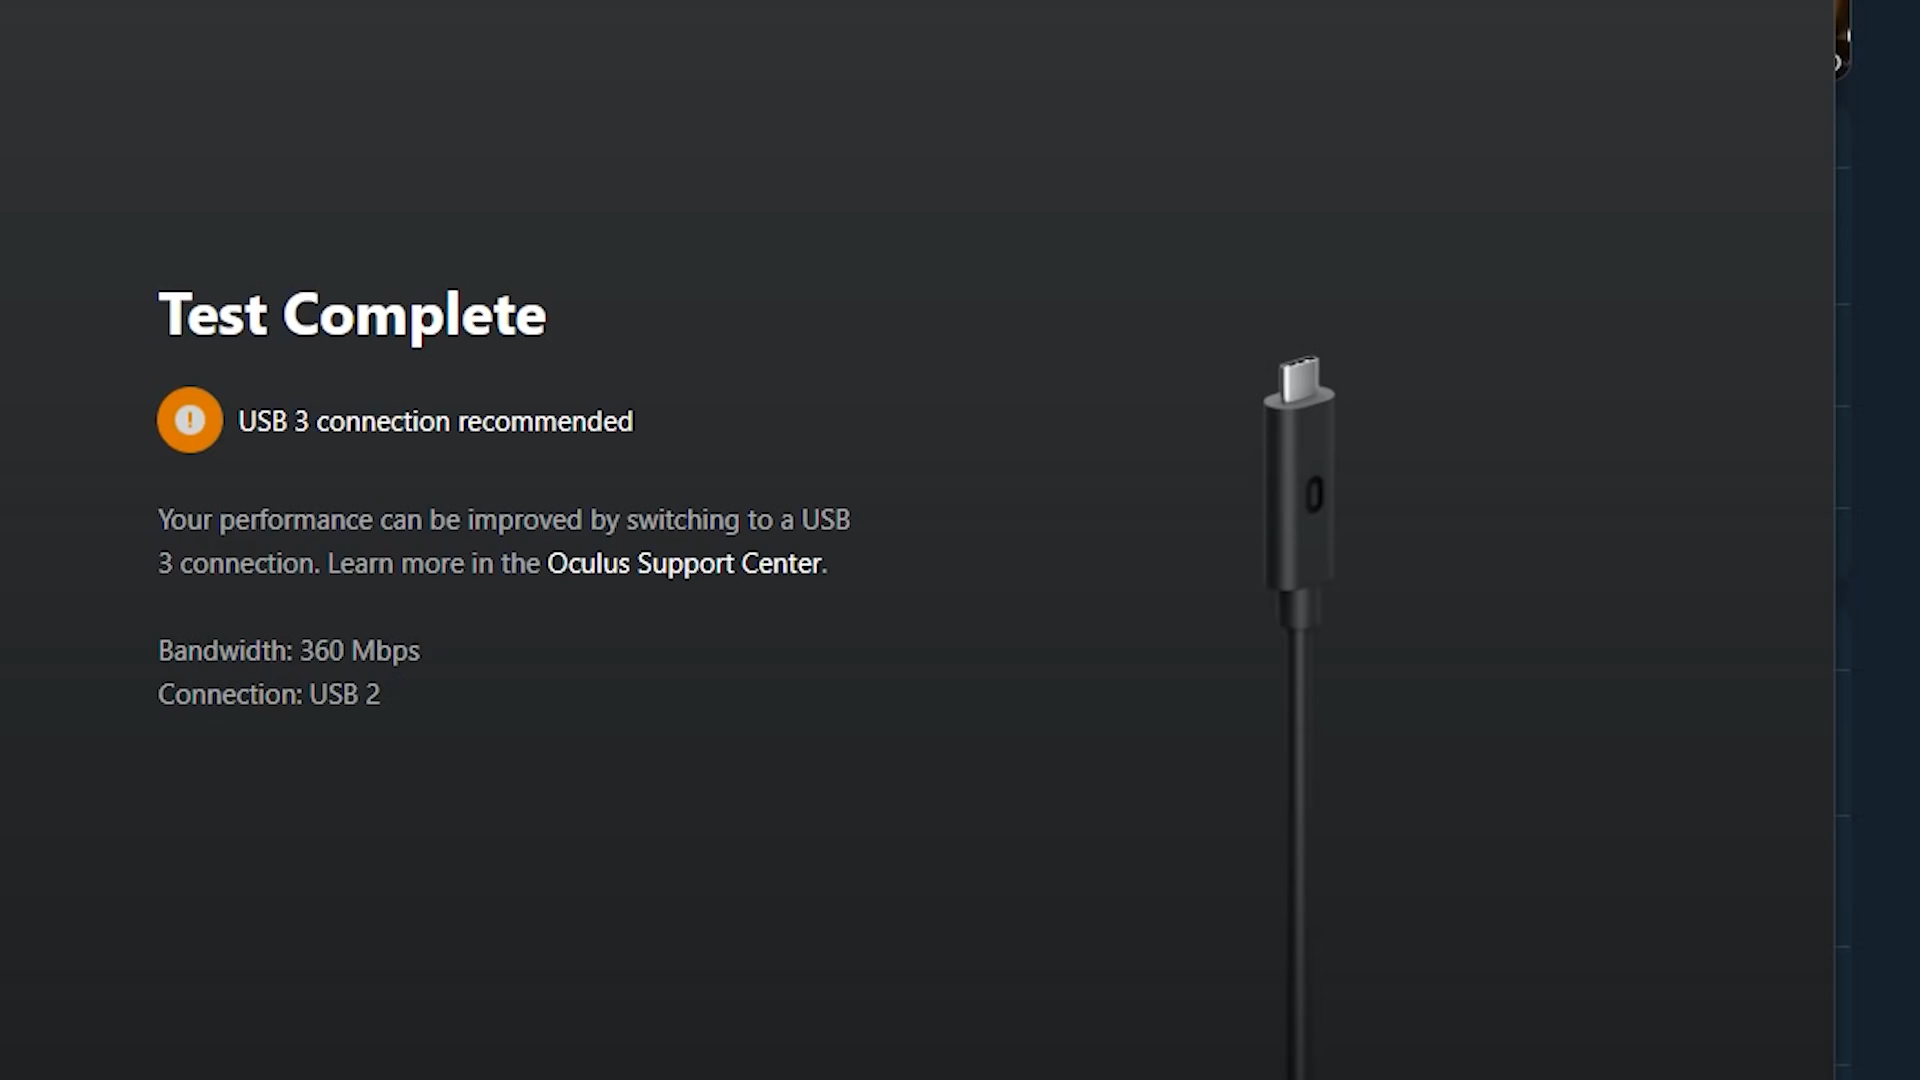 Test Complete
USB 3 connection recommended
Your performance can be improved by switching to a USB
3 connection. Learn more in the Oculus Support Center.
Bandwidth: 360 Mbps
Connection: USB 2